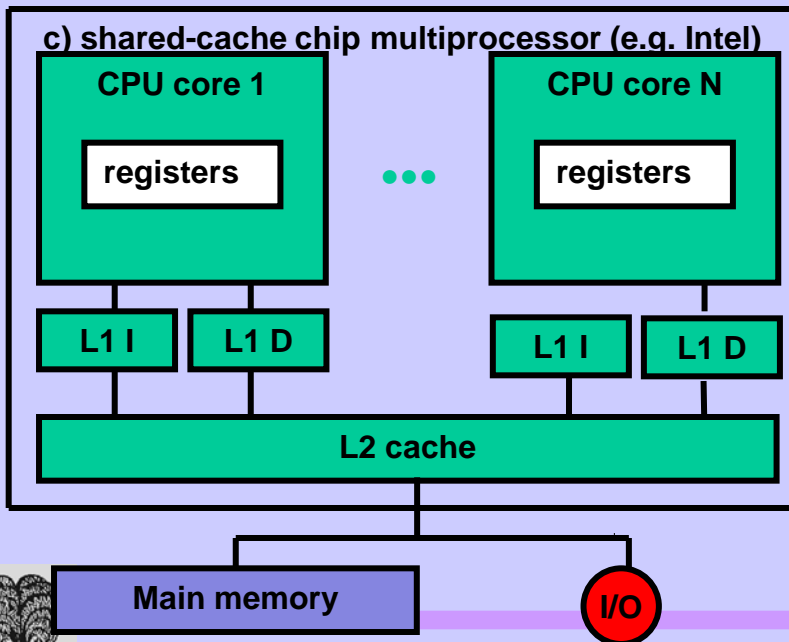 c) shared-cache chip multiprocessor (e.g. Intel)
CPU core 1
CPU core N
registers
registers
L1 I
L1 D
L1 I
L1 D
L2 cache
Main memory
I/O